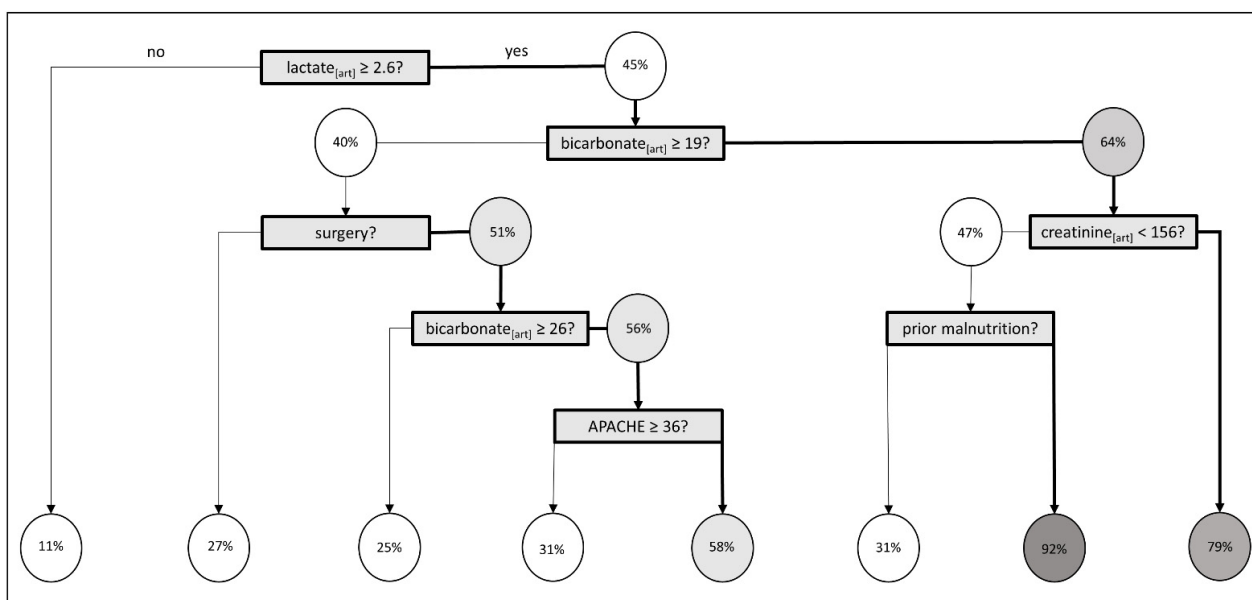 no
yes
lactate[art] ≥ 2.6?
45%
40%
bicarbonate[art] ≥ 19?
64%
surgery?
51%
47%
creatinine[art] < 156?
bicarbonate[art] ≥ 26?
56%
prior malnutrition?
APACHE ≥ 36?
11%
27%
25%
31%
58%
31%
92%
79%